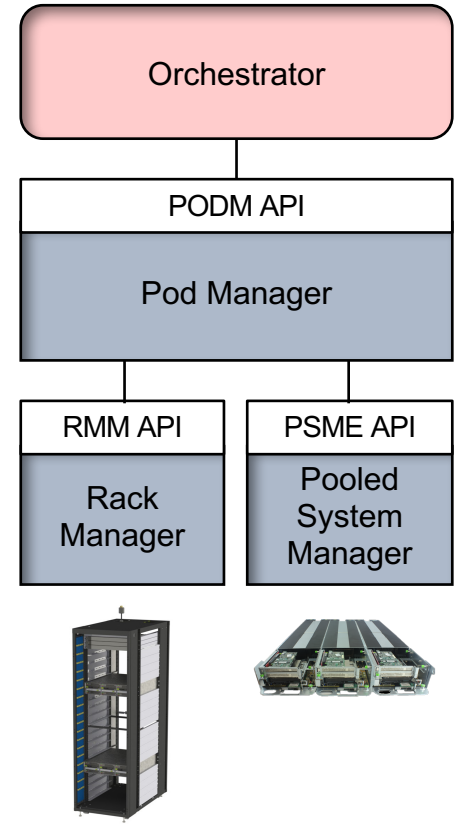 Orchestrator
PODM API
Pod Manager
RMM API
Rack
Manager
PSME API
Pooled
System
Manager